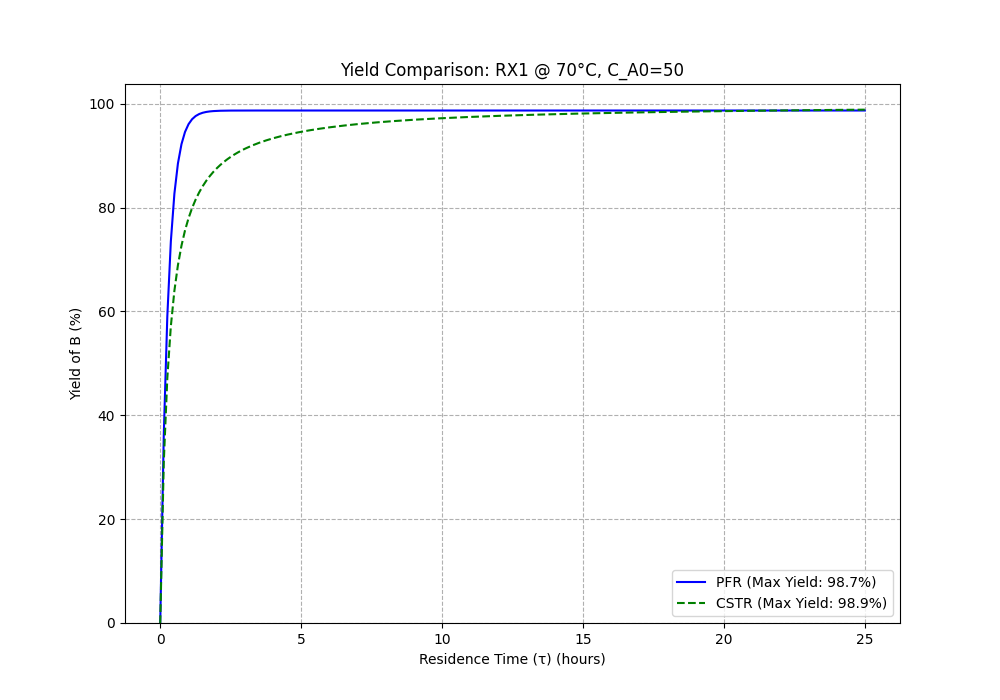 Yield Comparison: RX1 @ 70°C, C_A0=50
Yield of B (%)
100
80
60
40
20
0
0 5 10 15 20 25
Residence Time (τ) (hours)
PFR (Max Yield: 98.7%)
CSTR (Max Yield: 98.9%)